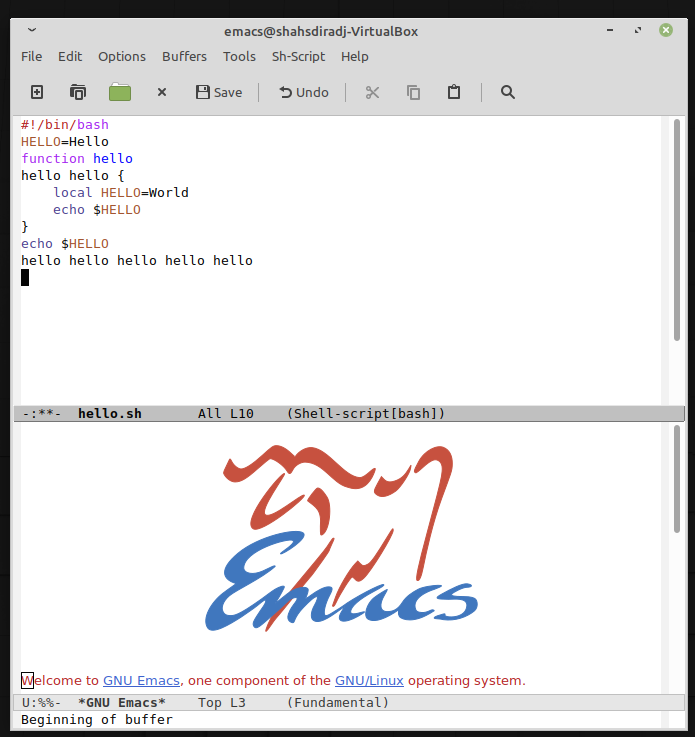 emacs@shahsdiradj-VirtualBox
File Edit Options Buffers Tools Sh-Script Help
Save Undo
#!/bin/bash
HELLO=Hello
function hello
hello hello {
    local HELLO=World
    echo $HELLO
}
echo $HELLO
hello hello hello hello hello
-:**-  hello.sh       All L10    (Shell-script[bash])
Emacs
Welcome to GNU Emacs, one component of the GNU/Linux operating system.
U:%%-  *GNU Emacs*    Top L3     (Fundamental)
Beginning of buffer